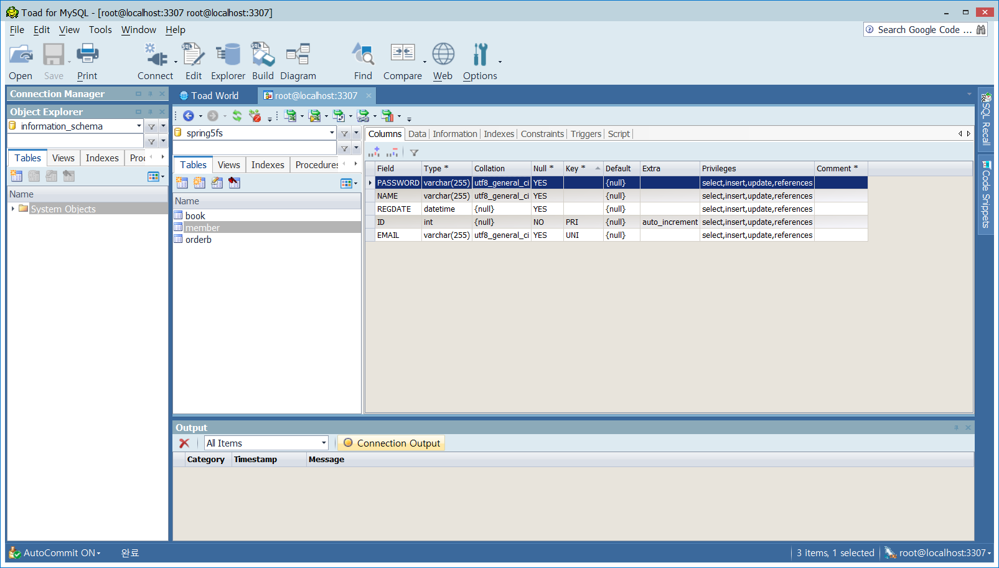 Toad for MySQL - [root@localhost:3307 root@localhost:3307]
File Edit View Tools Window Help
Search Google Code ...
Open Save Print Connect Edit Explorer Build Diagram Find Compare Web Options
Connection Manager
Object Explorer
information_schema
Tables Views Indexes Proc
Name
System Objects
Toad World root@localhost:3307
spring5fs
Tables Views Indexes Procedures
Name
book
member
orderb
Columns Data Information Indexes Constraints Triggers Script
Field Type * Collation Null * Key * Default Extra Privileges Comment *
PASSWORD varchar(255) utf8_general_ci YES {null} select,insert,update,references
NAME varchar(255) utf8_general_ci YES {null} select,insert,update,references
REGDATE datetime {null} YES {null} select,insert,update,references
ID int {null} NO PRI {null} auto_increment select,insert,update,references
EMAIL varchar(255) utf8_general_ci YES UNI {null} select,insert,update,references
SQL Recall
Code Snippets
Output
All Items Connection Output
Category Timestamp Message
AutoCommit ON 완료 3 items, 1 selected root@localhost:3307